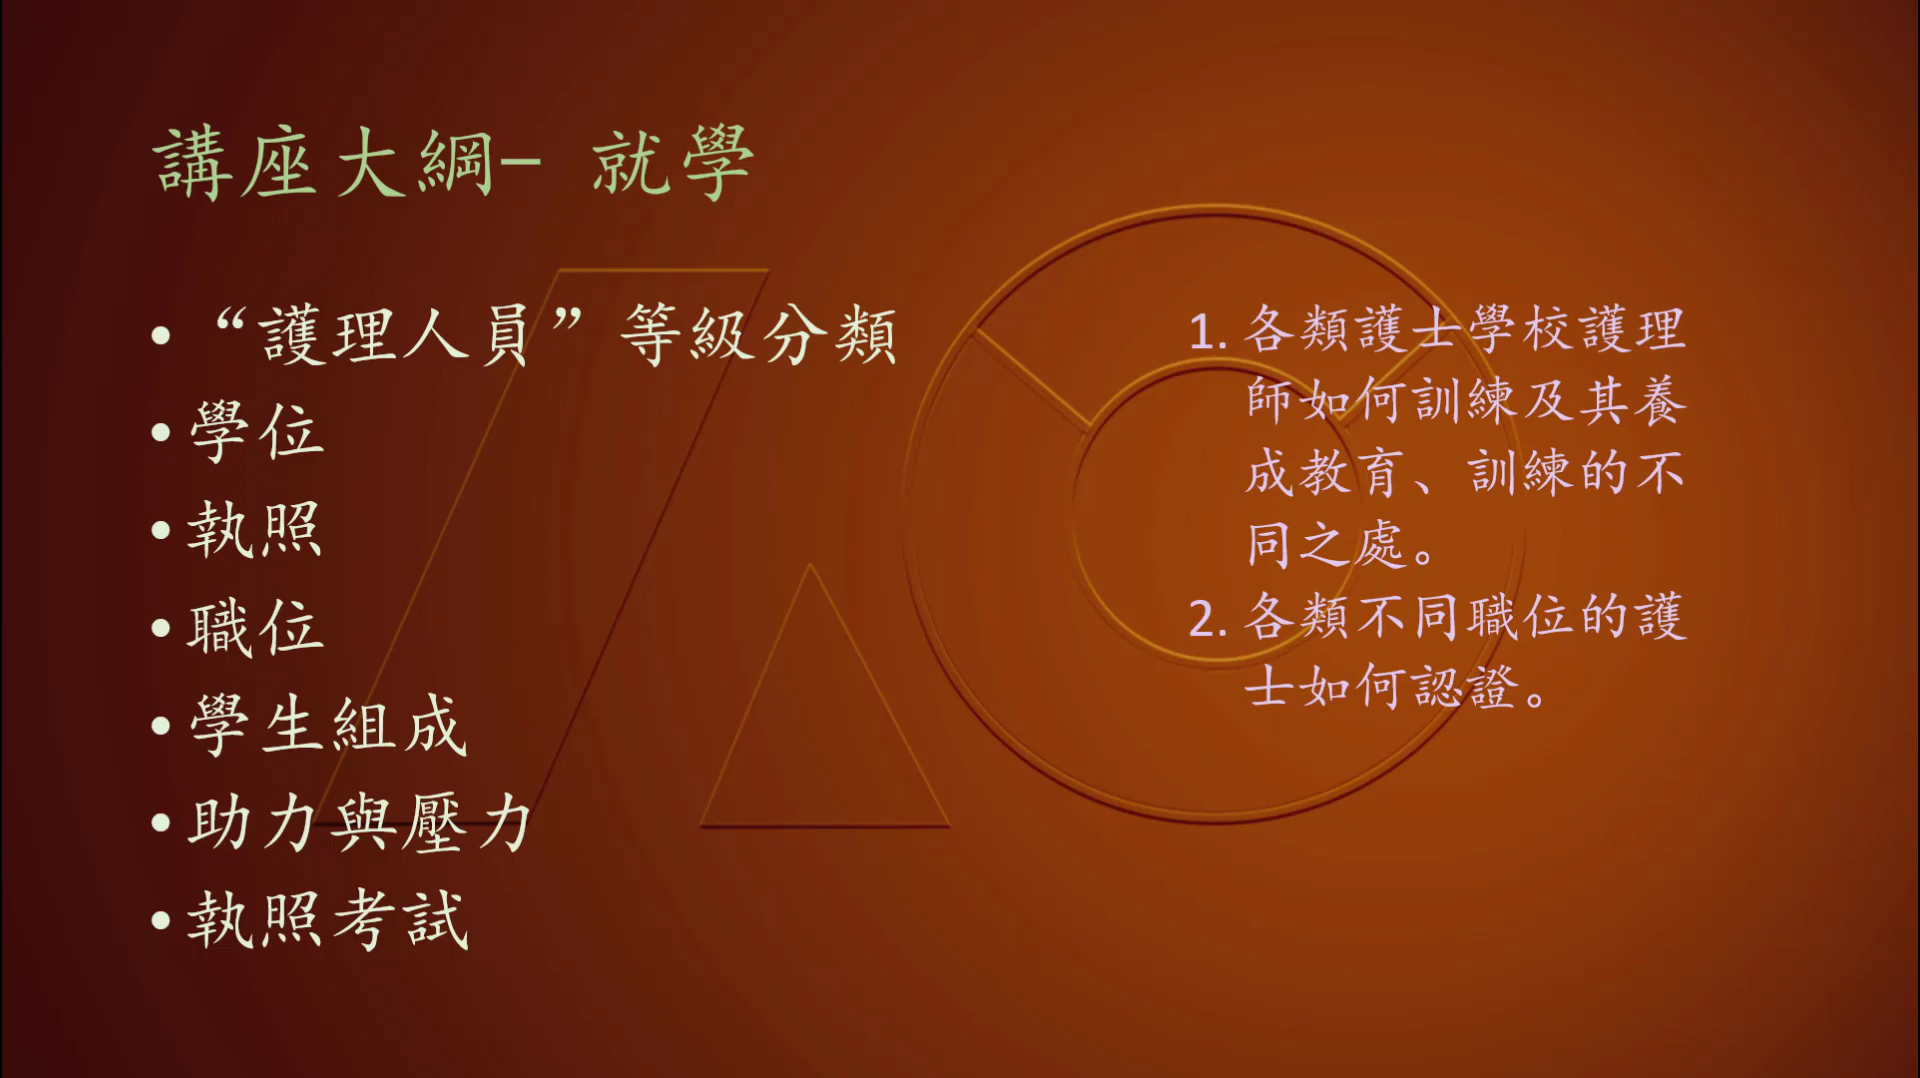 講座大綱– 就學
• “護理人員”等級分類
• 學位
• 執照
• 職位
• 學生組成
• 助力與壓力
• 執照考試
1. 各類護士學校護理
師如何訓練及其養
成教育、訓練的不
同之處。
2. 各類不同職位的護
士如何認證。